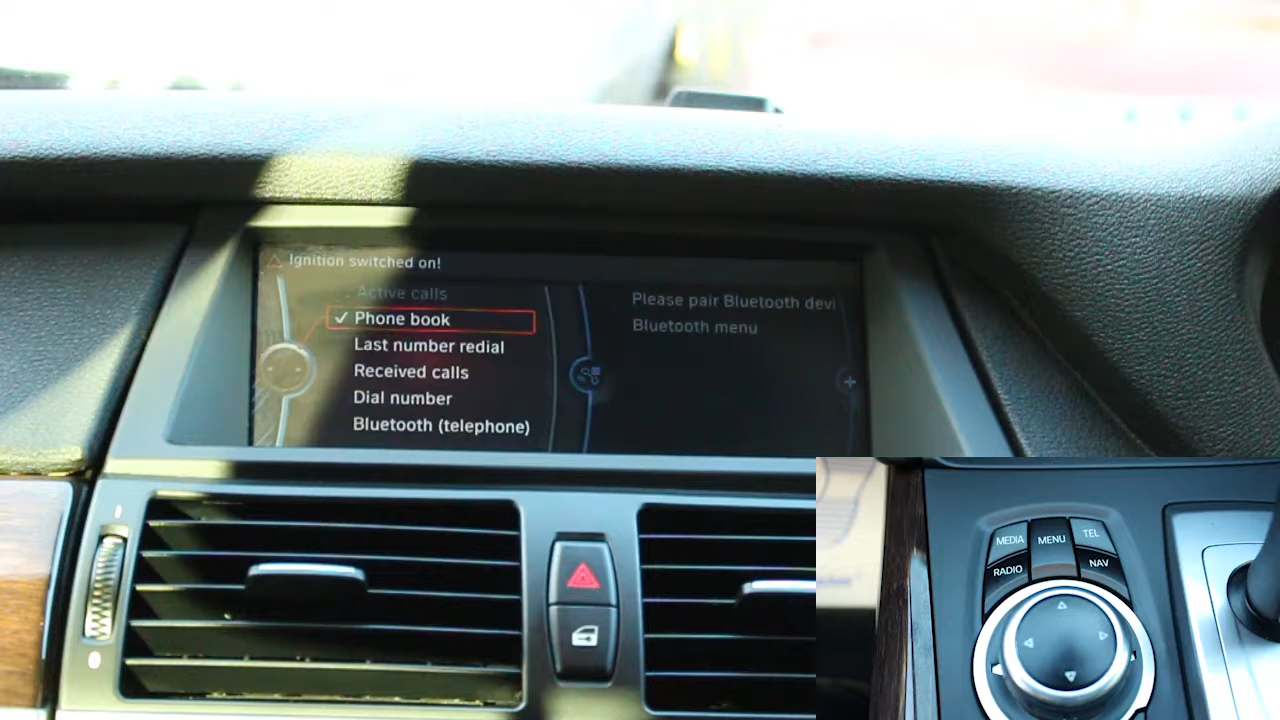 Ignition switched on!
Active calls
Phone book
Last number redial
Received calls
Dial number
Bluetooth (telephone)
Please pair Bluetooth devi
Bluetooth menu
MEDIA
MENU
TEL
RADIO
NAV